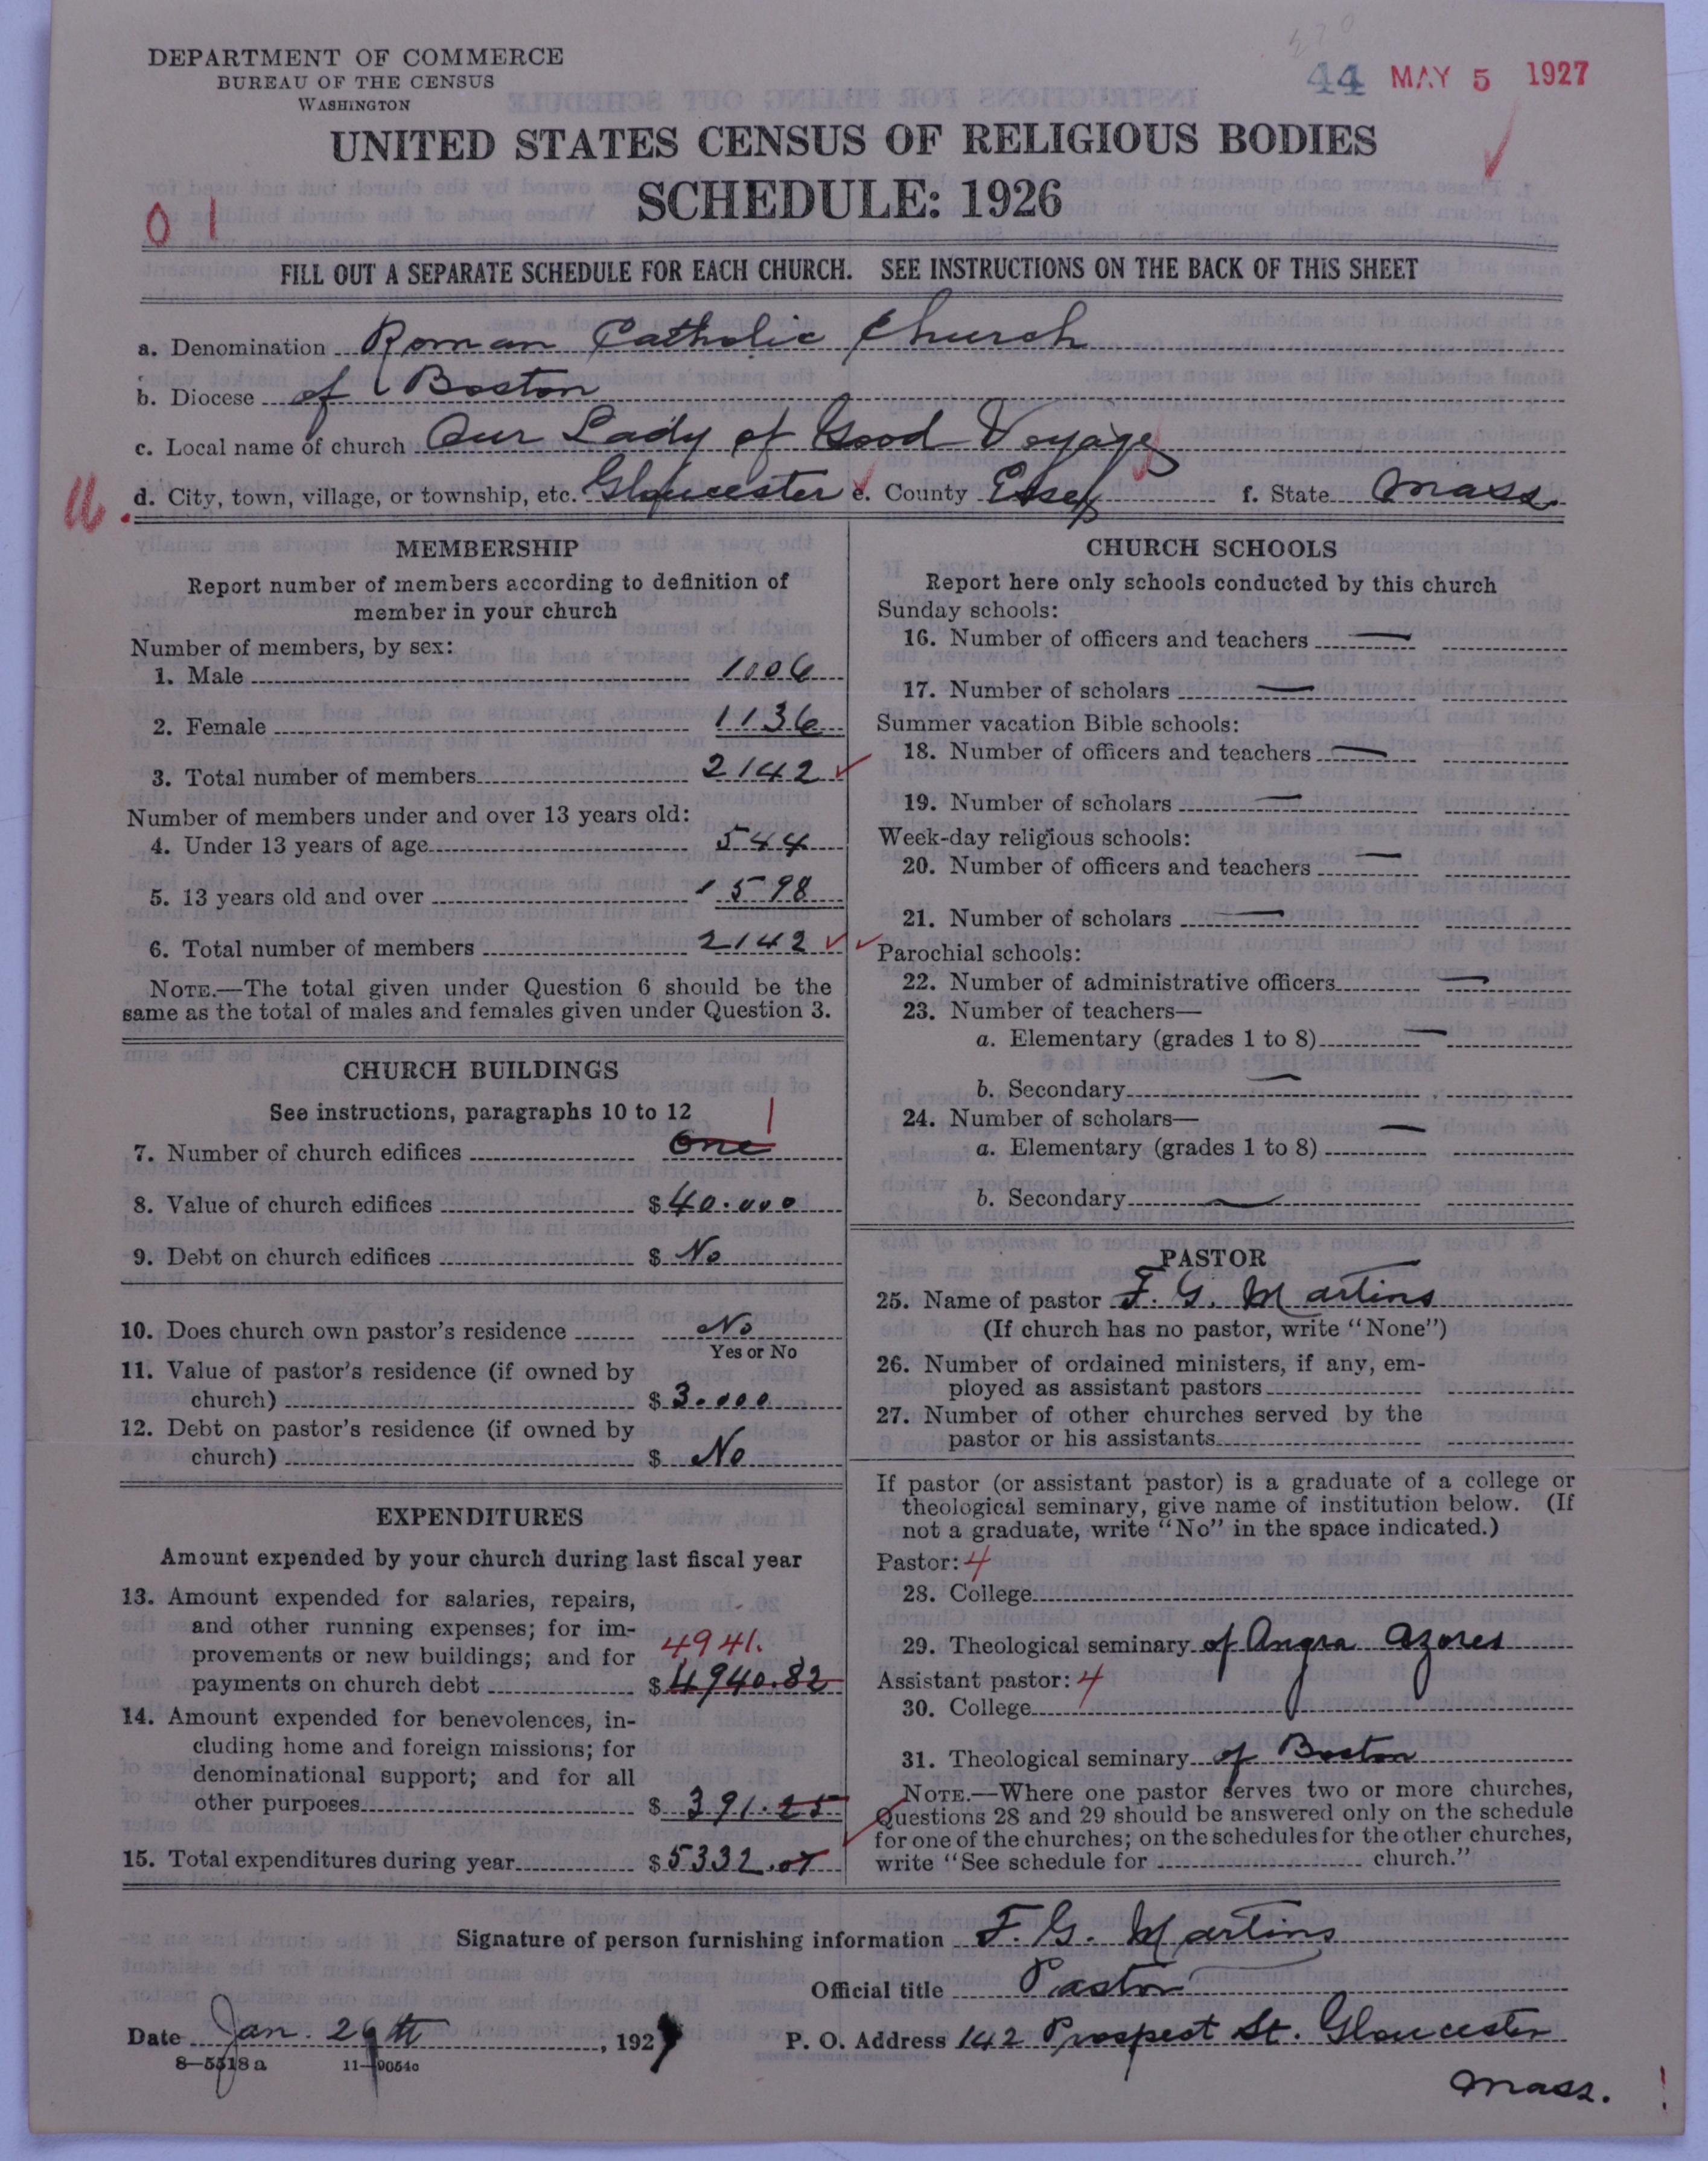 DEPARTMENT OF COMMERCE
BUREAU OF THE CENSUS
WASHINGTON
44 MAY 5 1927
UNITED STATES CENSUS OF RELIGIOUS BODIES
SCHEDULE: 1926
0 1
FILL OUT A SEPARATE SCHEDULE FOR EACH CHURCH. SEE INSTRUCTIONS ON THE BACK OF THIS SHEET
a. Denomination Roman Catholic Church
b. Diocese of Boston
c. Local name of church Our Lady of Good Voyage
d. City, town, village, or township, etc. Gloucester e. County Essex f. State Mass.
MEMBERSHIP
Report number of members according to definition of
member in your church
Number of members, by sex:
1. Male 1006
2. Female 1136
3. Total number of members 2142
Number of members under and over 13 years old:
4. Under 13 years of age 544
5. 13 years old and over 1598
6. Total number of members 2142
NOTE.—The total given under Question 6 should be the
same as the total of males and females given under Question 3.
CHURCH BUILDINGS
See instructions, paragraphs 10 to 12
1
7. Number of church edifices One
8. Value of church edifices $ 40.000
9. Debt on church edifices $ No
10. Does church own pastor's residence No
Yes or No
11. Value of pastor's residence (if owned by
church) $ 3.000
12. Debt on pastor's residence (if owned by
church) $ No
EXPENDITURES
Amount expended by your church during last fiscal year
13. Amount expended for salaries, repairs,
and other running expenses; for im-
provements or new buildings; and for
4941.
payments on church debt $ 4940.82
14. Amount expended for benevolences, in-
cluding home and foreign missions; for
denominational support; and for all
other purposes $ 391.25
15. Total expenditures during year $ 5332.07
CHURCH SCHOOLS
Report here only schools conducted by this church
Sunday schools:
16. Number of officers and teachers —
17. Number of scholars —
Summer vacation Bible schools:
18. Number of officers and teachers —
19. Number of scholars —
Week-day religious schools:
20. Number of officers and teachers —
21. Number of scholars —
Parochial schools:
22. Number of administrative officers —
23. Number of teachers—
a. Elementary (grades 1 to 8) —
b. Secondary —
24. Number of scholars—
a. Elementary (grades 1 to 8) —
b. Secondary —
PASTOR
25. Name of pastor F. G. Martins
(If church has no pastor, write "None")
26. Number of ordained ministers, if any, em-
ployed as assistant pastors
27. Number of other churches served by the
pastor or his assistants
If pastor (or assistant pastor) is a graduate of a college or
theological seminary, give name of institution below. (If
not a graduate, write "No" in the space indicated.)
Pastor: 4
28. College
29. Theological seminary of Angra Azores
Assistant pastor: 4
30. College
31. Theological seminary of Boston
NOTE.—Where one pastor serves two or more churches,
Questions 28 and 29 should be answered only on the schedule
for one of the churches; on the schedules for the other churches,
write "See schedule for church."
Signature of person furnishing information F. G. Martins
Official title Pastor
Date Jan. 29th, 1927 P. O. Address 142 Prospect St. Gloucester
8-5518 a 11-9054c Mass.